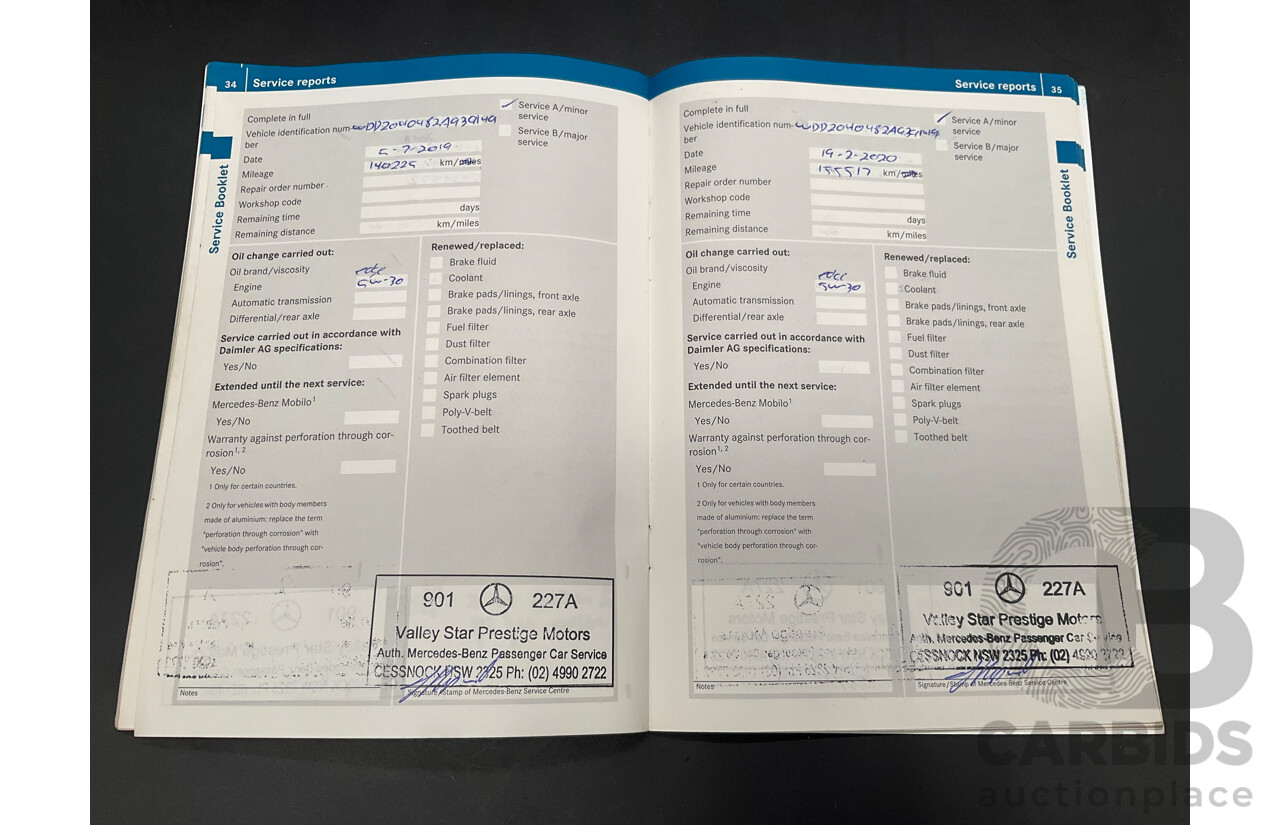 34 Service reports
Complete in full
Service A/minor
service
Vehicle identification num-
WDD2040482A939149
ber
Service B/major
service
Date
5-7-2019
Mileage
140225 km/miles
Repair order number
Workshop code
Remaining time
days
Remaining distance
km/miles
Oil change carried out:
Oil brand/viscosity
Engine
5W-30
Automatic transmission
Differential/rear axle
Service carried out in accordance with
Daimler AG specifications:
Yes/No
Extended until the next service:
Mercedes-Benz Mobilo1
Yes/No
Warranty against perforation through cor-
rosion1, 2
Yes/No
1 Only for certain countries.
2 Only for vehicles with body members
made of aluminium; replace the term
"perforation through corrosion" with
"vehicle body perforation through cor-
rosion".
Renewed/replaced:
Brake fluid
Coolant
Brake pads/linings, front axle
Brake pads/linings, rear axle
Fuel filter
Dust filter
Combination filter
Air filter element
Spark plugs
Poly-V-belt
Toothed belt
901 227A
Valley Star Prestige Motors
Auth. Mercedes-Benz Passenger Car Service
CESSNOCK NSW 2325 Ph: (02) 4990 2722
Notes
Signature/Stamp of Mercedes-Benz Service Centre
Service Booklet
Service reports 35
Complete in full
Service A/minor
service
Vehicle identification num-
ber
Service B/major
service
Date
19-2-2020
Mileage
155517 km/miles
Repair order number
Workshop code
Remaining time
days
Remaining distance
km/miles
Oil change carried out:
Oil brand/viscosity
Engine
5W-30
Automatic transmission
Differential/rear axle
Service carried out in accordance with
Daimler AG specifications:
Yes/No
Extended until the next service:
Mercedes-Benz Mobilo1
Yes/No
Warranty against perforation through cor-
rosion1, 2
Yes/No
1 Only for certain countries.
2 Only for vehicles with body members
made of aluminium; replace the term
"perforation through corrosion" with
"vehicle body perforation through cor-
rosion".
Renewed/replaced:
Brake fluid
Coolant
Brake pads/linings, front axle
Brake pads/linings, rear axle
Fuel filter
Dust filter
Combination filter
Air filter element
Spark plugs
Poly-V-belt
Toothed belt
901 227A
Valley Star Prestige Motors
Auth. Mercedes-Benz Passenger Car Servicing
CESSNOCK NSW 2325 Ph: (02) 4990 2722
Notes
Signature/Stamp of Mercedes-Benz Service Centre
Service Booklet
CARBIDS
auctionplace